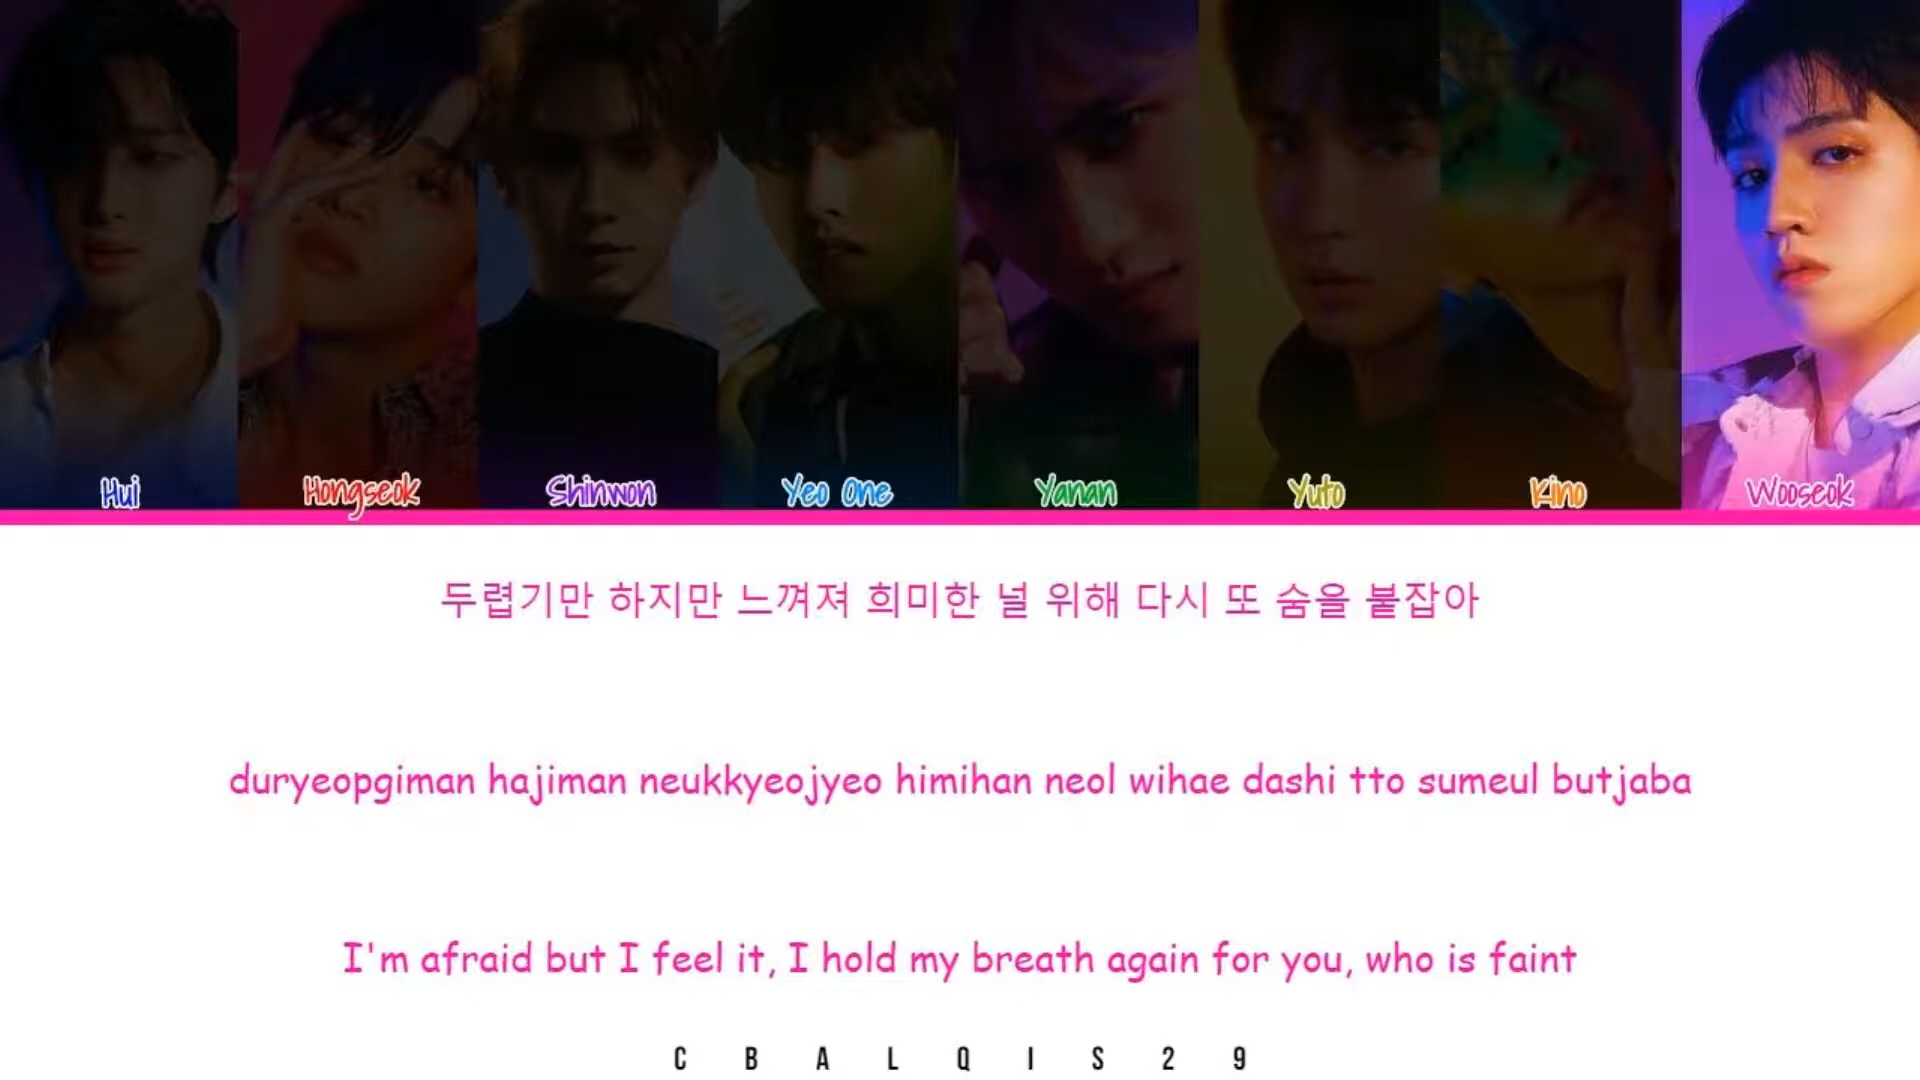 Hui Hongseok Shinwon Yeo One Yanan Yuto Kino Wooseok
두렵기만 하지만 느껴져 희미한 널 위해 다시 또 숨을 붙잡아
duryeopgiman hajiman neukkyeojyeo himihan neol wihae dashi tto sumeul butjaba
I'm afraid but I feel it, I hold my breath again for you, who is faint
CBALQIS29